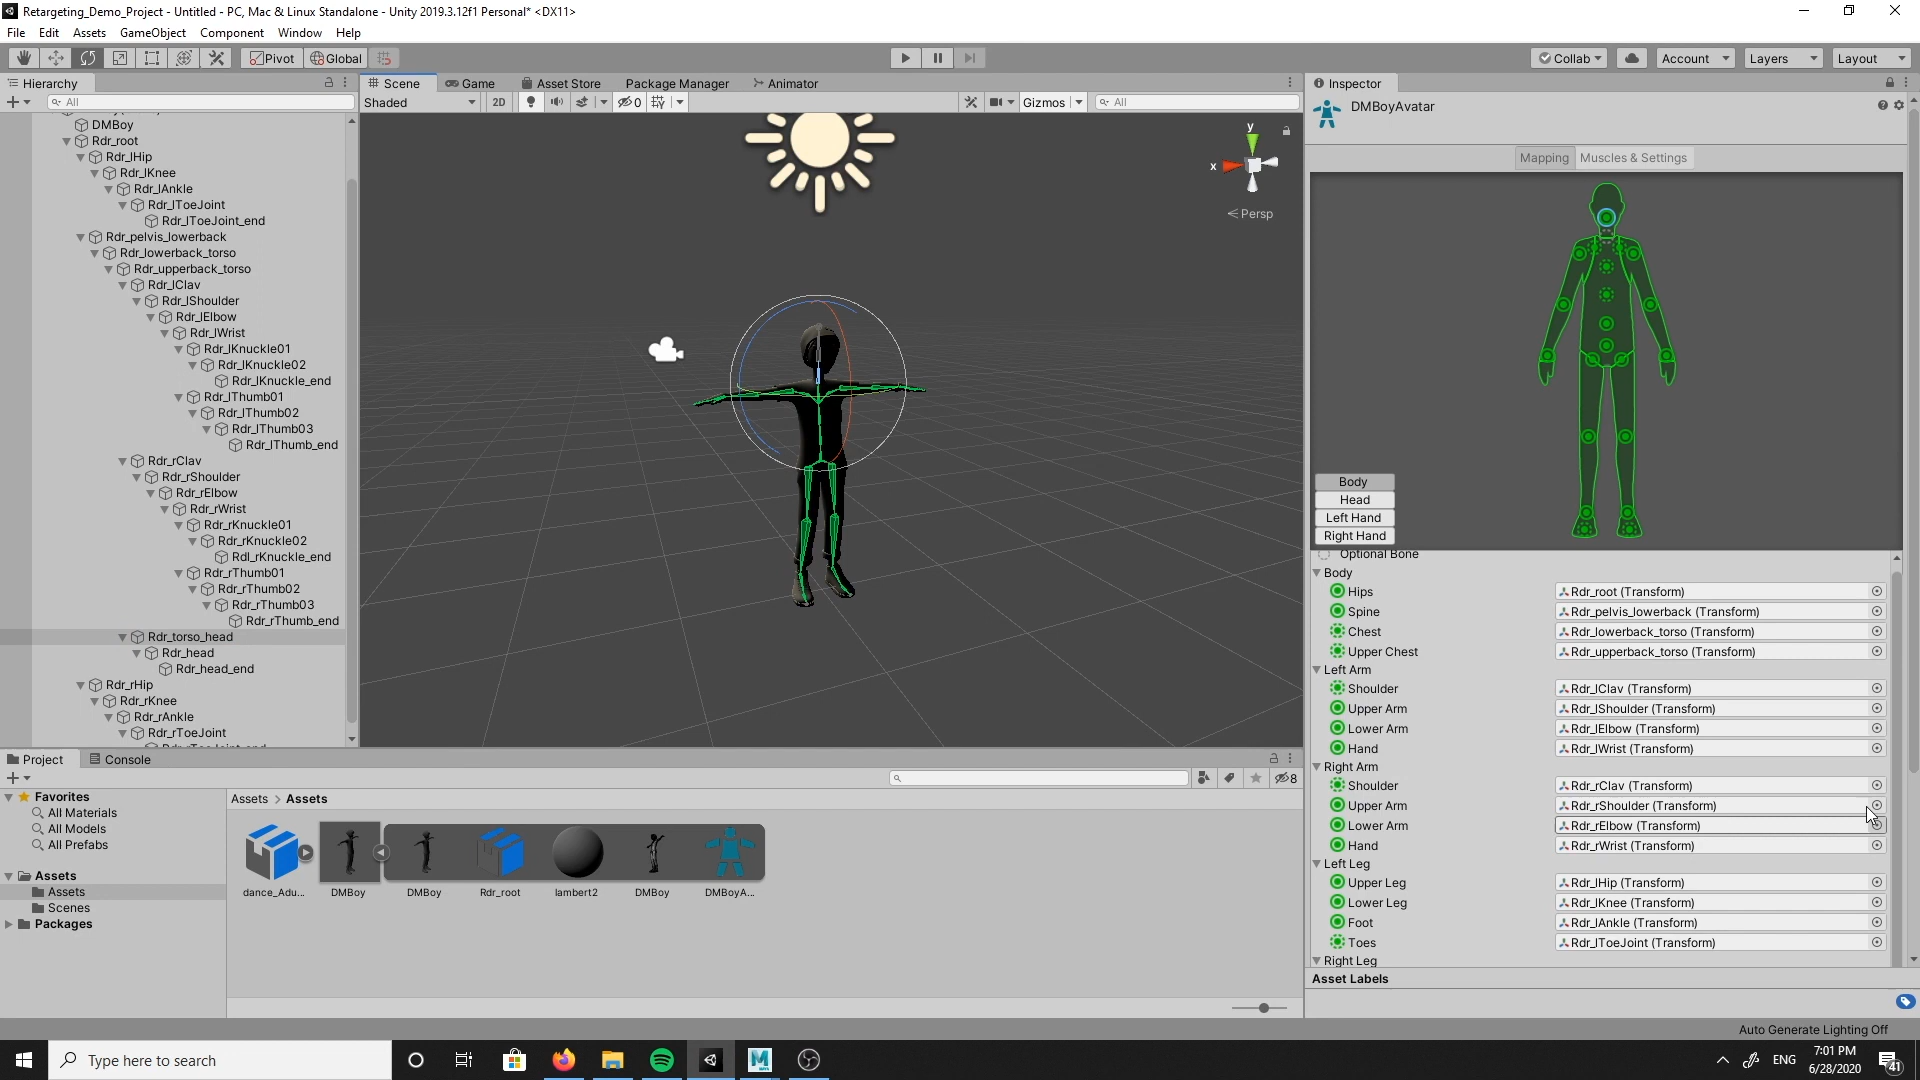 Retargeting_Demo_Project - Untitled - PC, Mac & Linux Standalone - Unity 2019.3.12f1 Personal* <DX11>
File Edit Assets GameObject Component Window Help
Pivot Global
Collab Account Layers Layout
Hierarchy
All
DMBoy
Rdr_root
Rdr_lHip
Rdr_lKnee
Rdr_lAnkle
Rdr_lToeJoint
Rdr_lToeJoint_end
Rdr_pelvis_lowerback
Rdr_lowerback_torso
Rdr_upperback_torso
Rdr_lClav
Rdr_lShoulder
Rdr_lElbow
Rdr_lWrist
Rdr_lKnuckle01
Rdr_lKnuckle02
Rdr_lKnuckle_end
Rdr_lThumb01
Rdr_lThumb02
Rdr_lThumb03
Rdr_lThumb_end
Rdr_rClav
Rdr_rShoulder
Rdr_rElbow
Rdr_rWrist
Rdr_rKnuckle01
Rdr_rKnuckle02
Rdl_rKnuckle_end
Rdr_rThumb01
Rdr_rThumb02
Rdr_rThumb03
Rdr_rThumb_end
Rdr_torso_head
Rdr_head
Rdr_head_end
Rdr_rHip
Rdr_rKnee
Rdr_rAnkle
Rdr_rToeJoint
Scene Game Asset Store Package Manager Animator
Shaded 2D 0 Gizmos All
y
x
Persp
Inspector
DMBoyAvatar
Mapping Muscles & Settings
Body
Head
Left Hand
Right Hand
Optional Bone
Body
Hips Rdr_root (Transform)
Spine Rdr_pelvis_lowerback (Transform)
Chest Rdr_lowerback_torso (Transform)
Upper Chest Rdr_upperback_torso (Transform)
Left Arm
Shoulder Rdr_lClav (Transform)
Upper Arm Rdr_lShoulder (Transform)
Lower Arm Rdr_lElbow (Transform)
Hand Rdr_lWrist (Transform)
Right Arm
Shoulder Rdr_rClav (Transform)
Upper Arm Rdr_rShoulder (Transform)
Lower Arm Rdr_rElbow (Transform)
Hand Rdr_rWrist (Transform)
Left Leg
Upper Leg Rdr_lHip (Transform)
Lower Leg Rdr_lKnee (Transform)
Foot Rdr_lAnkle (Transform)
Toes Rdr_lToeJoint (Transform)
Right Leg
Asset Labels
Project Console
8
Favorites
All Materials
All Models
All Prefabs
Assets
Assets
Scenes
Packages
Assets > Assets
dance_Adu... DMBoy DMBoy Rdr_root lambert2 DMBoy DMBoyA...
Auto Generate Lighting Off
Type here to search
ENG
7:01 PM
6/28/2020
41